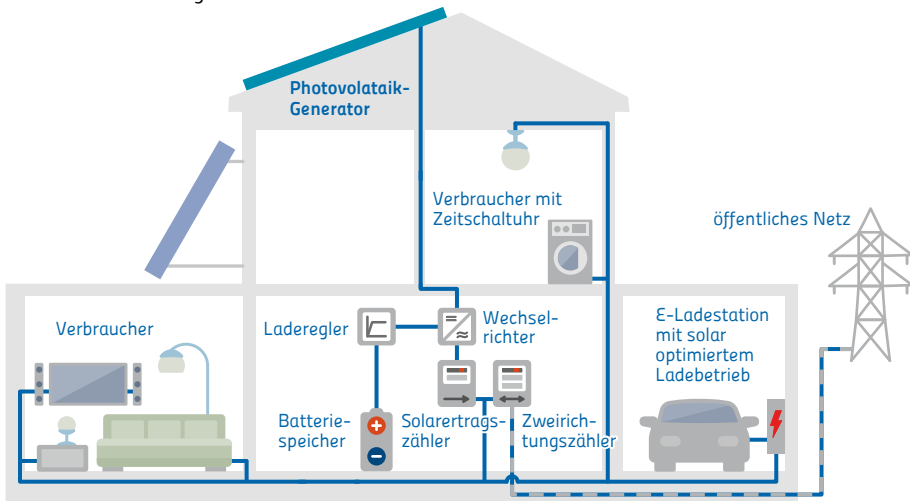 Photovolataik-
Generator
Verbraucher mit
Zeitschaltuhr
öffentliches Netz
Verbraucher
Laderegler
Wechsel-
richter
E-Ladestation
mit solar
optimiertem
Ladebetrieb
Batterie-
speicher
Solarertrags-
zähler
Zweirich-
tungszähler